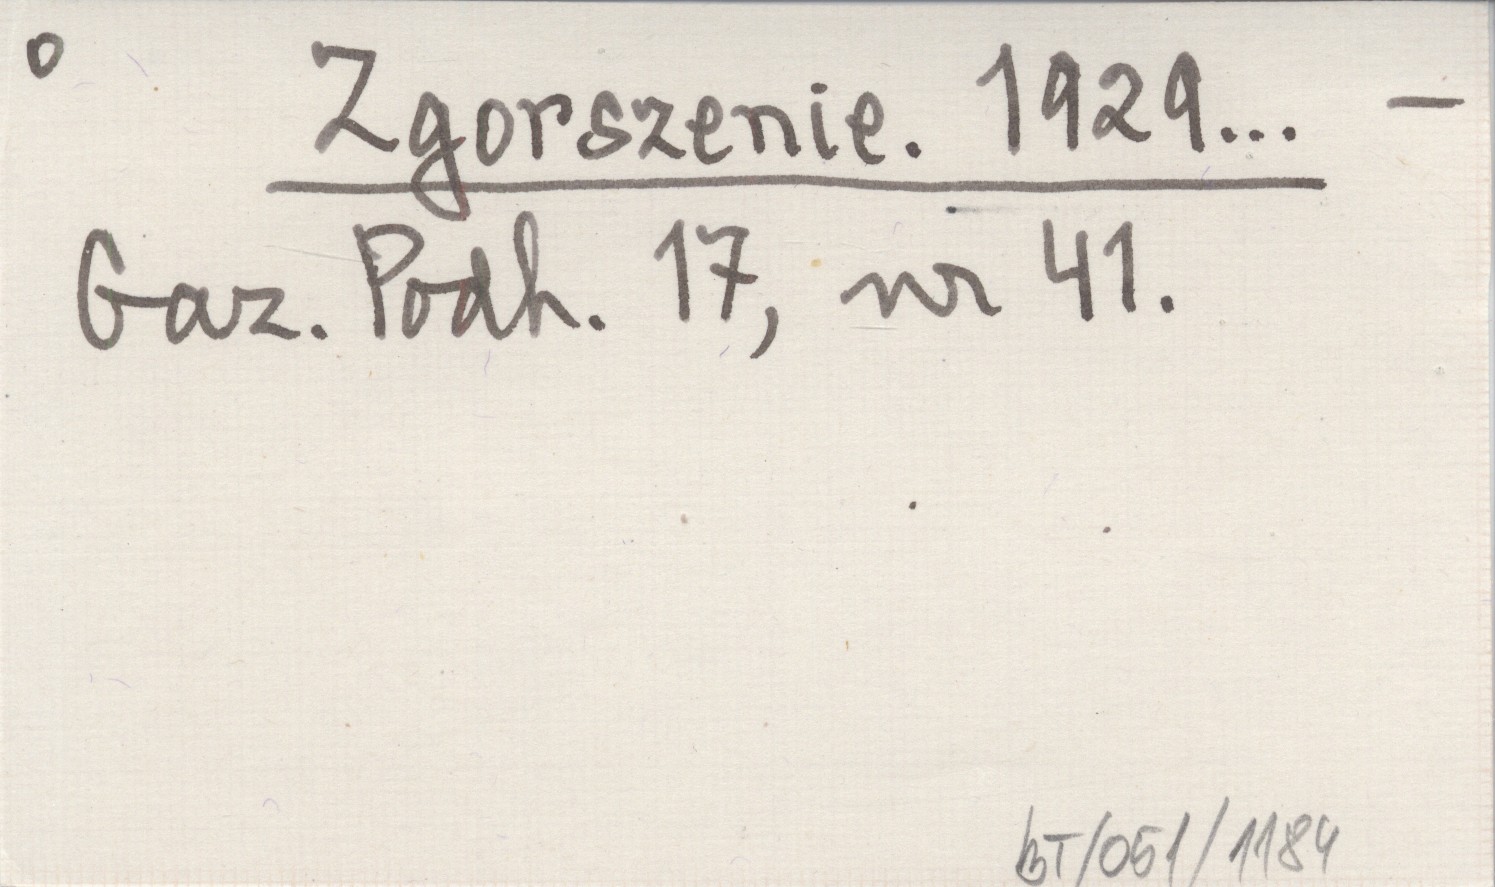 o Zgorszenie. 1929... —
Gaz. Podh. 17, nr 41.
bT/051/1184